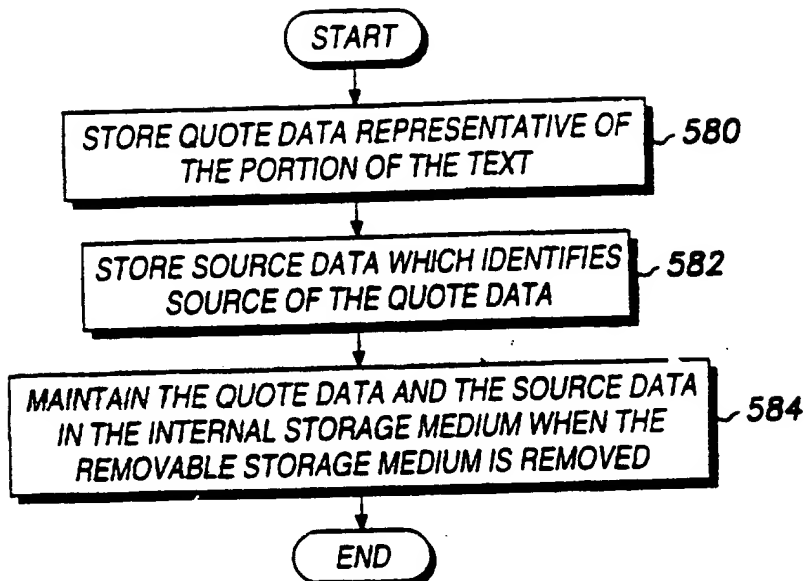 START
STORE QUOTE DATA REPRESENTATIVE OF
THE PORTION OF THE TEXT
580
STORE SOURCE DATA WHICH IDENTIFIES
SOURCE OF THE QUOTE DATA
582
MAINTAIN THE QUOTE DATA AND THE SOURCE DATA
IN THE INTERNAL STORAGE MEDIUM WHEN THE
REMOVABLE STORAGE MEDIUM IS REMOVED
584
END